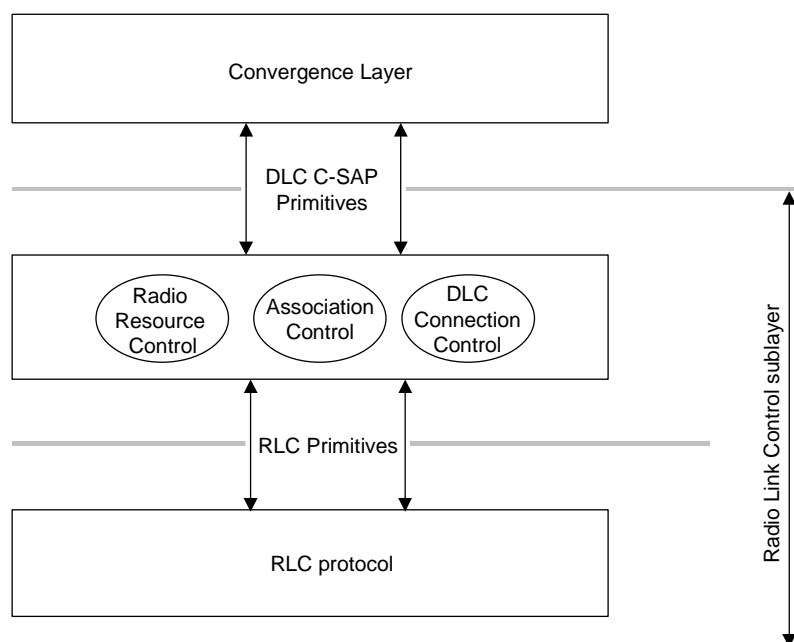 Convergence Layer
DLC C-SAP
Primitives
Radio
Resource
Control
Association
Control
DLC
Connection
Control
RLC Primitives
RLC protocol
Radio Link Control sublayer